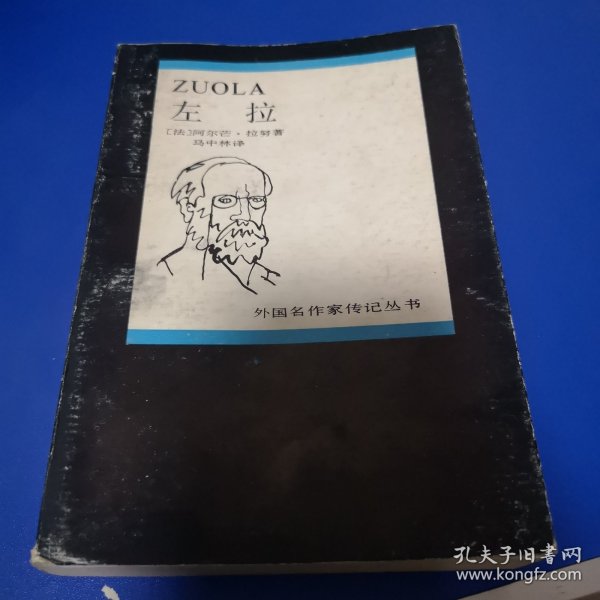 ZUOLA
左拉
[法]阿尔芒·拉努著
马中林译
外国名作家传记丛书
孔夫子旧书网
www.kongfz.com